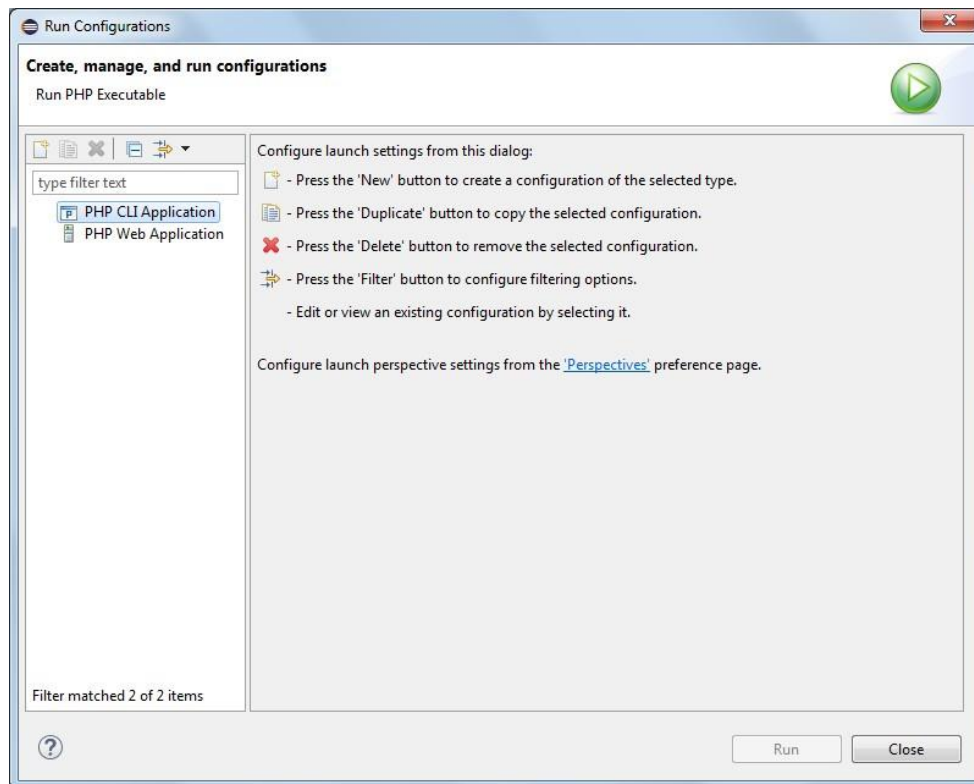 Run Configurations
Create, manage, and run configurations
Run PHP Executable
type filter text
PHP CLI Application
PHP Web Application
Filter matched 2 of 2 items
Configure launch settings from this dialog:
- Press the 'New' button to create a configuration of the selected type.
- Press the 'Duplicate' button to copy the selected configuration.
- Press the 'Delete' button to remove the selected configuration.
- Press the 'Filter' button to configure filtering options.
- Edit or view an existing configuration by selecting it.
Configure launch perspective settings from the 'Perspectives' preference page.
Run
Close